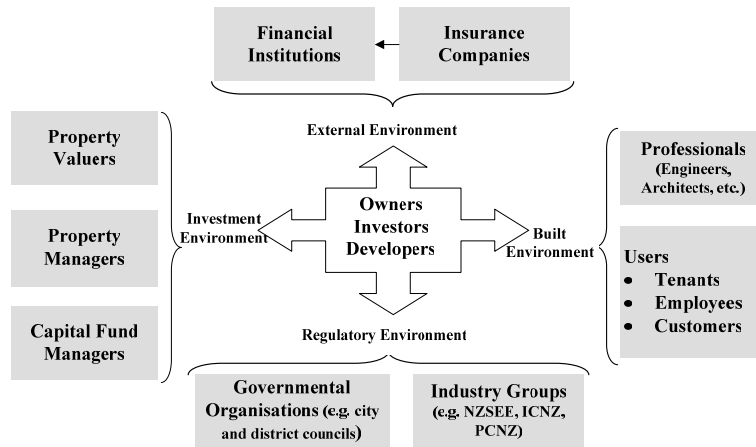 Financial
Institutions
Insurance
Companies
External Environment
Property
Valuers
Property
Managers
Capital Fund
Managers
Investment
Environment
Owners
Investors
Developers
Built
Environment
Professionals
(Engineers,
Architects, etc.)
Users
• Tenants
• Employees
• Customers
Regulatory Environment
Governmental
Organisations (e.g. city
and district councils)
Industry Groups
(e.g. NZSEE, ICNZ,
PCNZ)